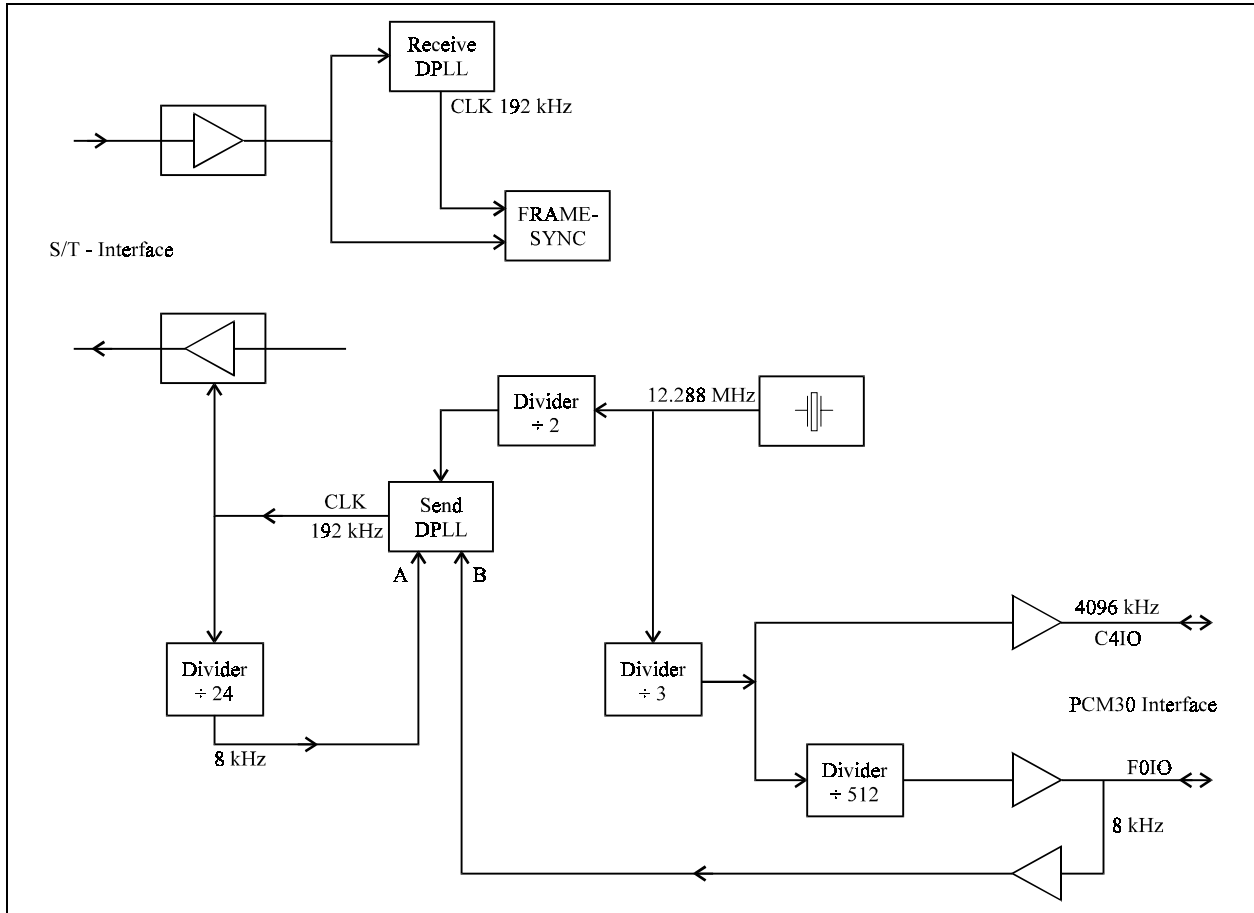 Receive
DPLL
CLK 192 kHz
FRAME-
SYNC
S/T - Interface
Divider
÷ 2
12.288 MHz
CLK
192 kHz
Send
DPLL
A
B
Divider
÷ 24
8 kHz
Divider
÷ 3
4096 kHz
C4IO
PCM30 Interface
Divider
÷ 512
F0IO
8 kHz